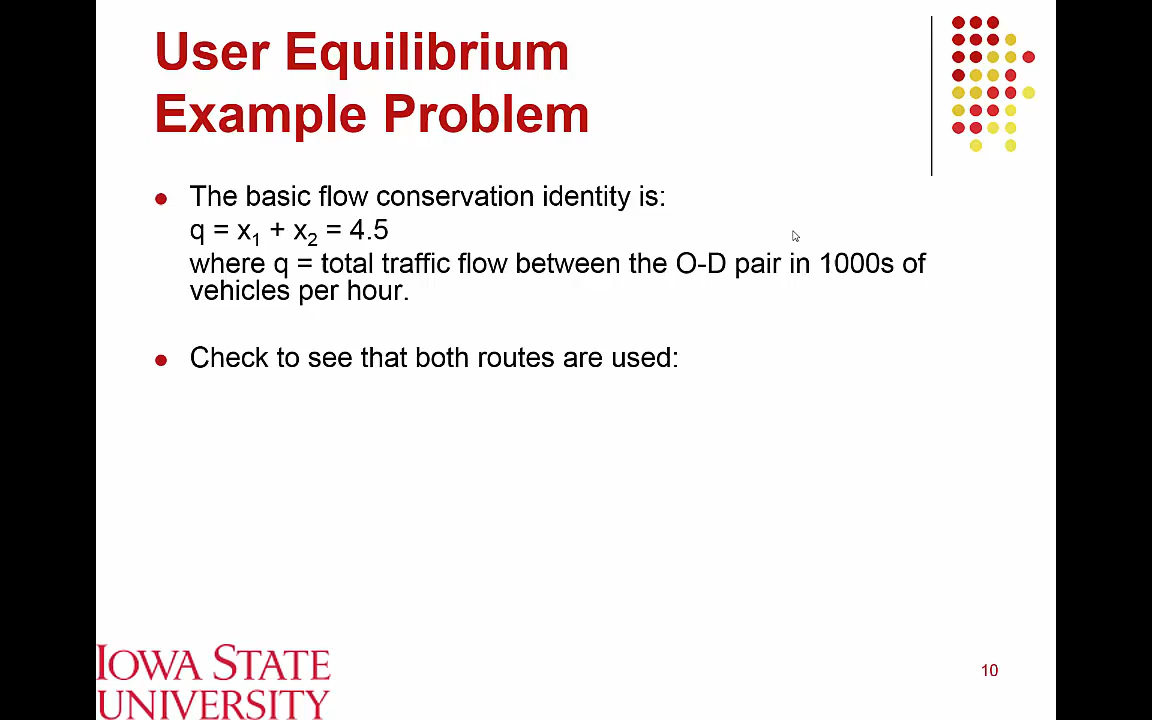 User Equilibrium
Example Problem
The basic flow conservation identity is:
q = x₁ + x₂ = 4.5
where q = total traffic flow between the O-D pair in 1000s of
vehicles per hour.
Check to see that both routes are used:
IOWA STATE
UNIVERSITY
10